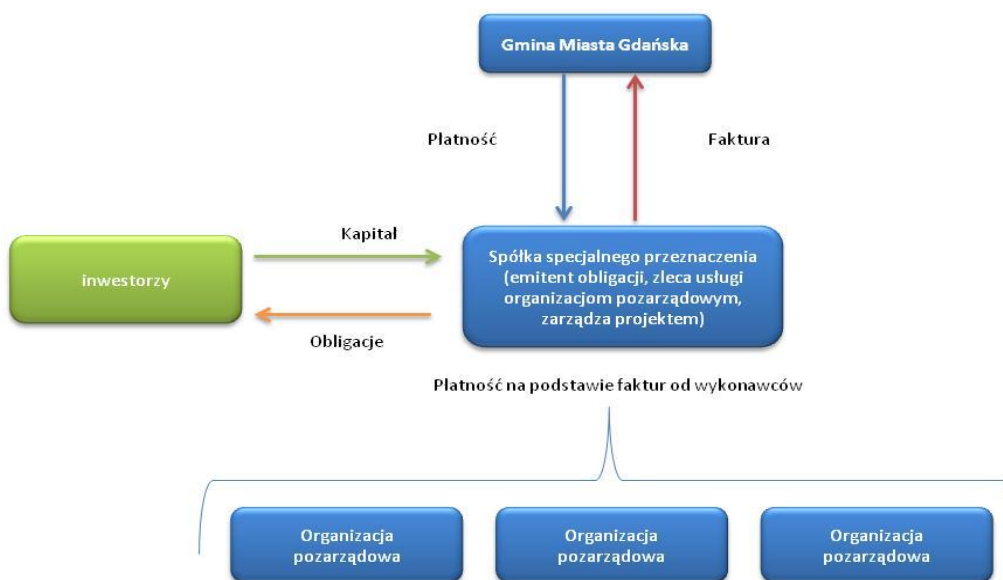 Gmina Miasta Gdańska
Płatność
Faktura
Kapitał
inwestorzy
Spółka specjalnego przeznaczenia
(emitent obligacji, zleca usługi
organizacjom pozarządowym,
zarządza projektem)
Obligacje
Płatność na podstawie faktur od wykonawców
Organizacja
pozarządowa
Organizacja
pozarządowa
Organizacja
pozarządowa